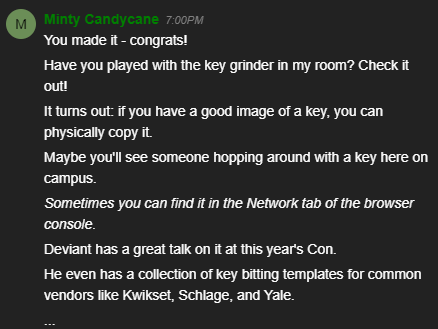 M
Minty Candycane 7:00PM
You made it - congrats!
Have you played with the key grinder in my room? Check it
out!
It turns out: if you have a good image of a key, you can
physically copy it.
Maybe you'll see someone hopping around with a key here on
campus.
Sometimes you can find it in the Network tab of the browser
console.
Deviant has a great talk on it at this year's Con.
He even has a collection of key bitting templates for common
vendors like Kwikset, Schlage, and Yale.
...